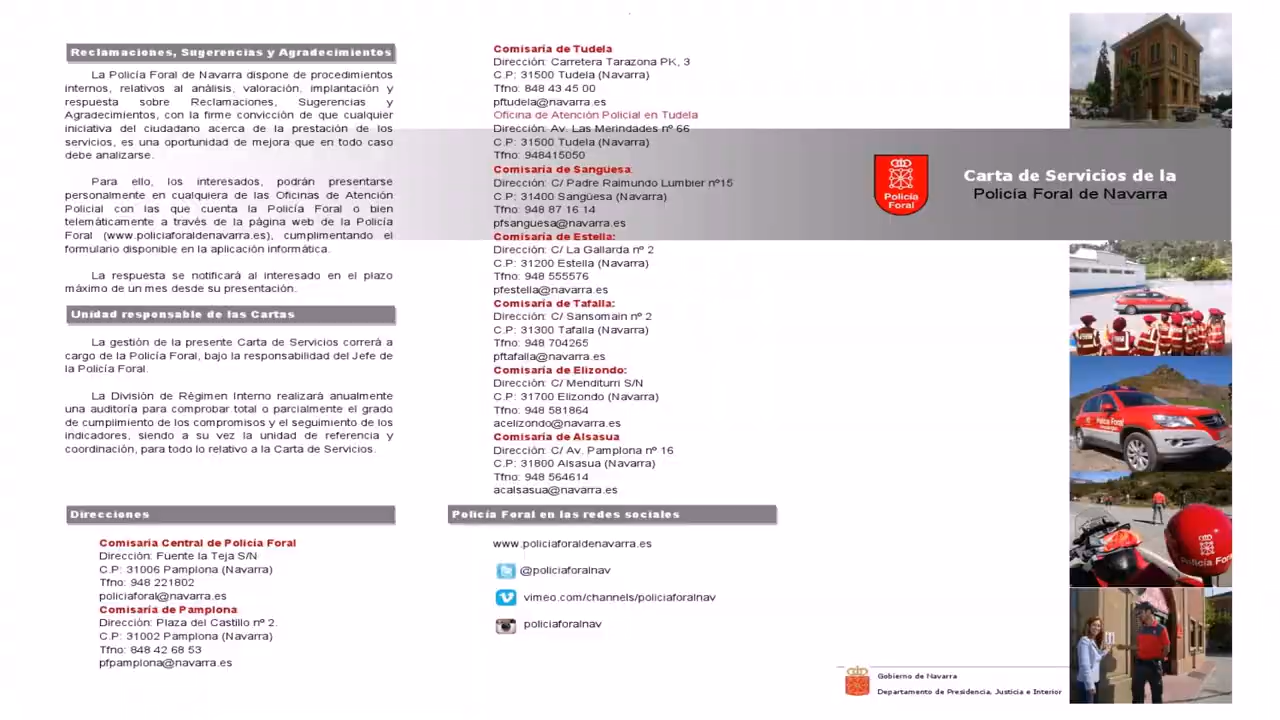 Reclamaciones, Sugerencias y Agradecimientos
La Policía Foral de Navarra dispone de procedimientos
internos, relativos al análisis, valoración, implantación y
respuesta sobre Reclamaciones, Sugerencias y
Agradecimientos, con la firme convicción de que cualquier
iniciativa del ciudadano acerca de la prestación de los
servicios, es una oportunidad de mejora que en todo caso
debe analizarse.
Para ello, los interesados, podrán presentarse
personalmente en cualquiera de las Oficinas de Atención
Policial con las que cuenta la Policía Foral o bien
telemáticamente a través de la página web de la Policía
Foral (www.policiaforaldenavarra.es), cumplimentando el
formulario disponible en la aplicación informática.
La respuesta se notificará al interesado en el plazo
máximo de un mes desde su presentación.
Unidad responsable de las Cartas
La gestión de la presente Carta de Servicios correrá a
cargo de la Policía Foral, bajo la responsabilidad del Jefe de
la Policía Foral.
La División de Régimen Interno realizará anualmente
una auditoría para comprobar total o parcialmente el grado
de cumplimiento de los compromisos y el seguimiento de los
indicadores, siendo a su vez la unidad de referencia y
coordinación, para todo lo relativo a la Carta de Servicios.
Direcciones
Comisaría Central de Policía Foral
Dirección: Fuente la Teja S/N
C.P: 31006 Pamplona (Navarra)
Tfno: 948 221802
policiaforal@navarra.es
Comisaría de Pamplona
Dirección: Plaza del Castillo nº 2.
C.P: 31002 Pamplona (Navarra)
Tfno: 848 42 68 53
pfpamplona@navarra.es
Comisaría de Tudela
Dirección: Carretera Tarazona PK, 3
C.P: 31500 Tudela (Navarra)
Tfno: 848 43 45 00
pftudela@navarra.es
Oficina de Atención Policial en Tudela
Dirección: Av. Las Merindades nº 66
C.P: 31500 Tudela (Navarra)
Tfno: 948415050
Comisaría de Sangüesa:
Dirección: C/ Padre Raimundo Lumbier nº15
C.P: 31400 Sangüesa (Navarra)
Tfno: 948 87 16 14
pfsanguesa@navarra.es
Comisaría de Estella:
Dirección: C/ La Gallarda nº 2
C.P: 31200 Estella (Navarra)
Tfno: 948 555576
pfestella@navarra.es
Comisaría de Tafalla:
Dirección: C/ Sansomain nº 2
C.P: 31300 Tafalla (Navarra)
Tfno: 948 704265
pftafalla@navarra.es
Comisaría de Elizondo:
Dirección: C/ Menditurri S/N
C.P: 31700 Elizondo (Navarra)
Tfno: 948 581864
acelizondo@navarra.es
Comisaría de Alsasua
Dirección: C/ Av. Pamplona nº 16
C.P: 31800 Alsasua (Navarra)
Tfno: 948 564614
acalsasua@navarra.es
Policía Foral en las redes sociales
www.policiaforaldenavarra.es
@policiaforalnav
vimeo.com/channels/policiaforalnav
policiaforalnav
Policía
Foral
Carta de Servicios de la
Policía Foral de Navarra
Policía Foral
Policía Foral
Gobierno de Navarra
Departamento de Presidencia, Justicia e Interior